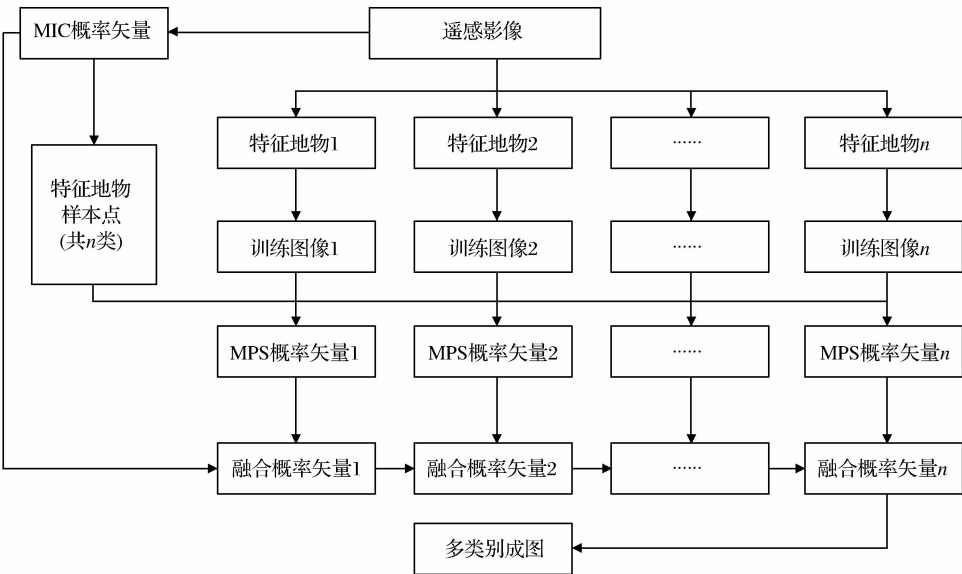 MIC概率矢量
遥感影像
特征地物1
特征地物2
……
特征地物n
特征地物
样本点
(共n类)
训练图像1
训练图像2
……
训练图像n
MPS概率矢量1
MPS概率矢量2
……
MPS概率矢量n
融合概率矢量1
融合概率矢量2
……
融合概率矢量n
多类别成图